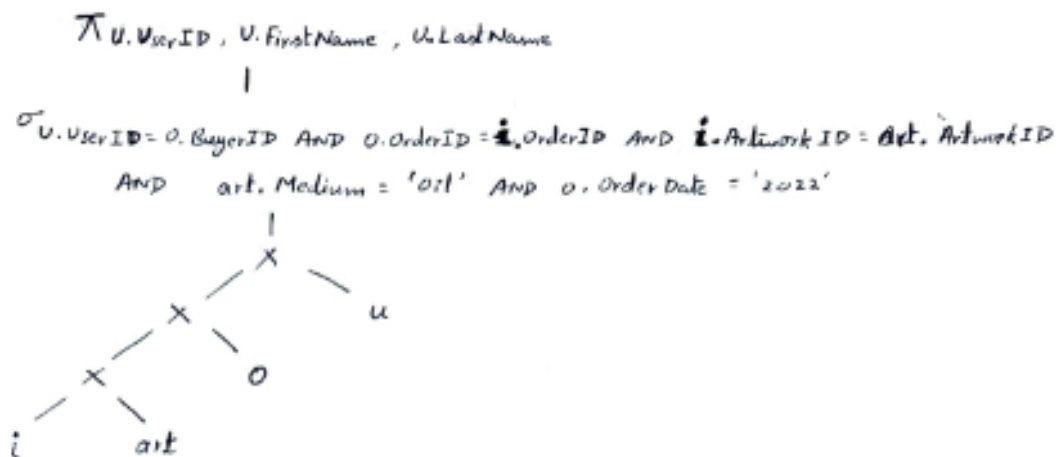 π U.UserID, U.FirstName, U.LastName
σ U.UserID = O.BuyerID AND O.OrderID = i.OrderID AND i.ArtworkID = Art.ArtworkID
AND art.Medium = 'oil' AND o.OrderDate = '2022'
×
× u
× o
i art